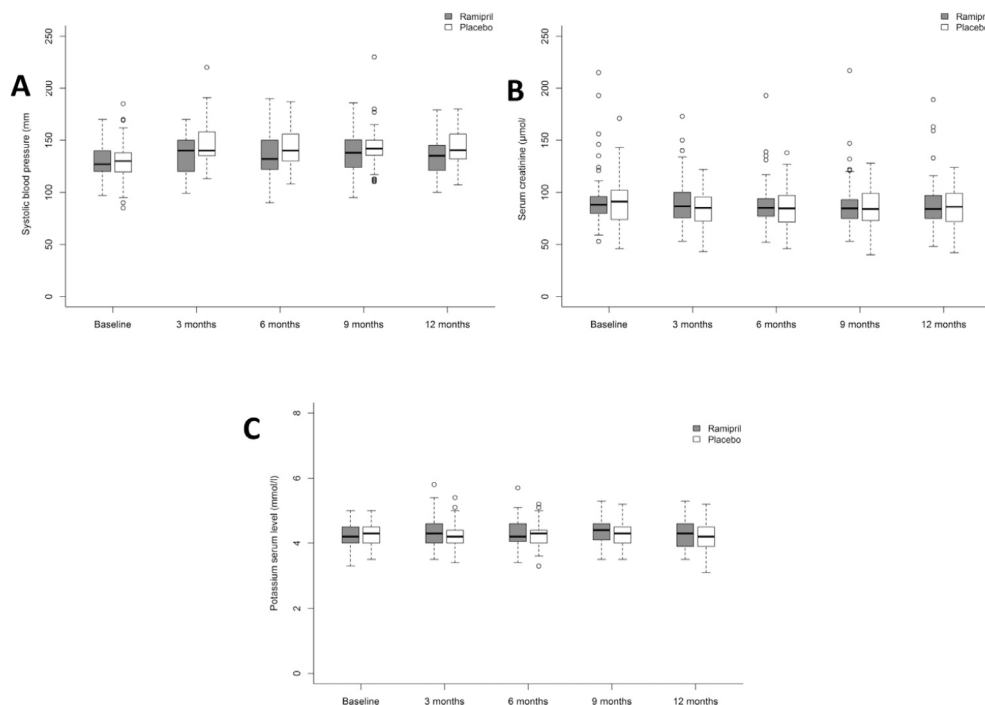 A
Ramipril
Placebo
Systolic blood pressure (mm
0
50
100
150
200
250
Baseline
3 months
6 months
9 months
12 months
B
Ramipri
Placeb
Serum creatinine (µmol/
0
50
100
150
200
250
Baseline
3 months
6 months
9 months
12 months
C
Ramipril
Placebo
Potassium serum level (mmol/l)
0
2
4
6
8
Baseline
3 months
6 months
9 months
12 months